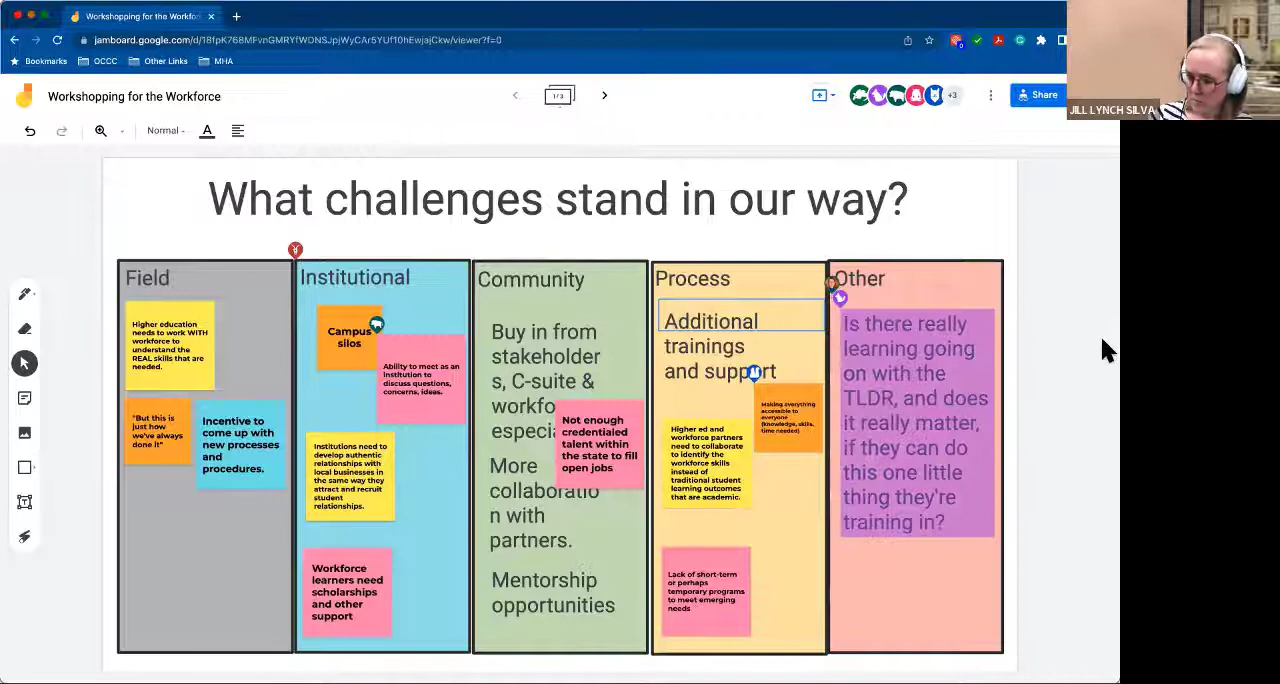 Workshopping for the Workfo
jamboard.google.com/d/18fpK768MFvnGMRYfWDNSJpjWyCAr5YUf10hEwjajCkw/viewer?f=0
Bookmarks
OCCC
Other Links
MHA
Workshopping for the Workforce
1/3
+3
Share
JILL LYNCH SILVA
Normal
A
What challenges stand in our way?
Field
Higher education
needs to work WITH
workforce to
understand the
REAL skills that are
needed.
"But this is
just how
we've always
done it"
Incentive to
come up with
new processes
and
procedures.
Institutional
Campus
silos
Ability to meet as an
institution to
discuss questions,
concerns, ideas.
Institutions need to
develop authentic
relationships with
local businesses in
the same way they
attract and recruit
student
relationships.
Workforce
learners need
scholarships
and other
support
Community
Buy in from
stakeholder
s, C-suite &
workfo
especia
Not enough
credentialed
talent within
the state to fill
open jobs
More
collaboratio
n with
partners.
Mentorship
opportunities
Process
Additional
trainings
and support
Making everything
accessible to
everyone
(knowledge, skills,
time needed)
Higher ed and
workforce partners
need to collaborate
to identify the
workforce skills
instead of
traditional student
learning outcomes
that are academic.
Lack of short-term
or perhaps
temporary programs
to meet emerging
needs
Other
Is there really
learning going
on with the
TLDR, and does
it really matter,
if they can do
this one little
thing they're
training in?